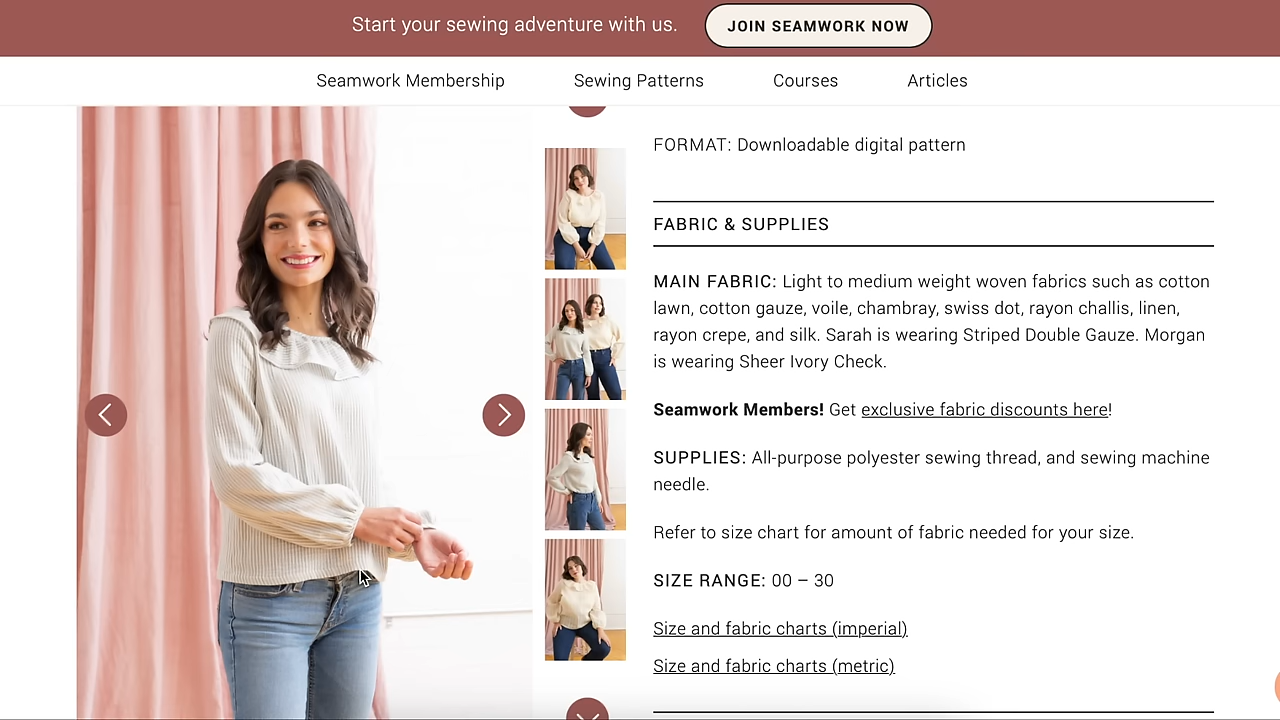 Start your sewing adventure with us.
JOIN SEAMWORK NOW
Seamwork Membership
Sewing Patterns
Courses
Articles
FORMAT: Downloadable digital pattern
FABRIC & SUPPLIES
MAIN FABRIC: Light to medium weight woven fabrics such as cotton
lawn, cotton gauze, voile, chambray, swiss dot, rayon challis, linen,
rayon crepe, and silk. Sarah is wearing Striped Double Gauze. Morgan
is wearing Sheer Ivory Check.
Seamwork Members! Get exclusive fabric discounts here!
SUPPLIES: All-purpose polyester sewing thread, and sewing machine
needle.
Refer to size chart for amount of fabric needed for your size.
SIZE RANGE: 00 – 30
Size and fabric charts (imperial)
Size and fabric charts (metric)